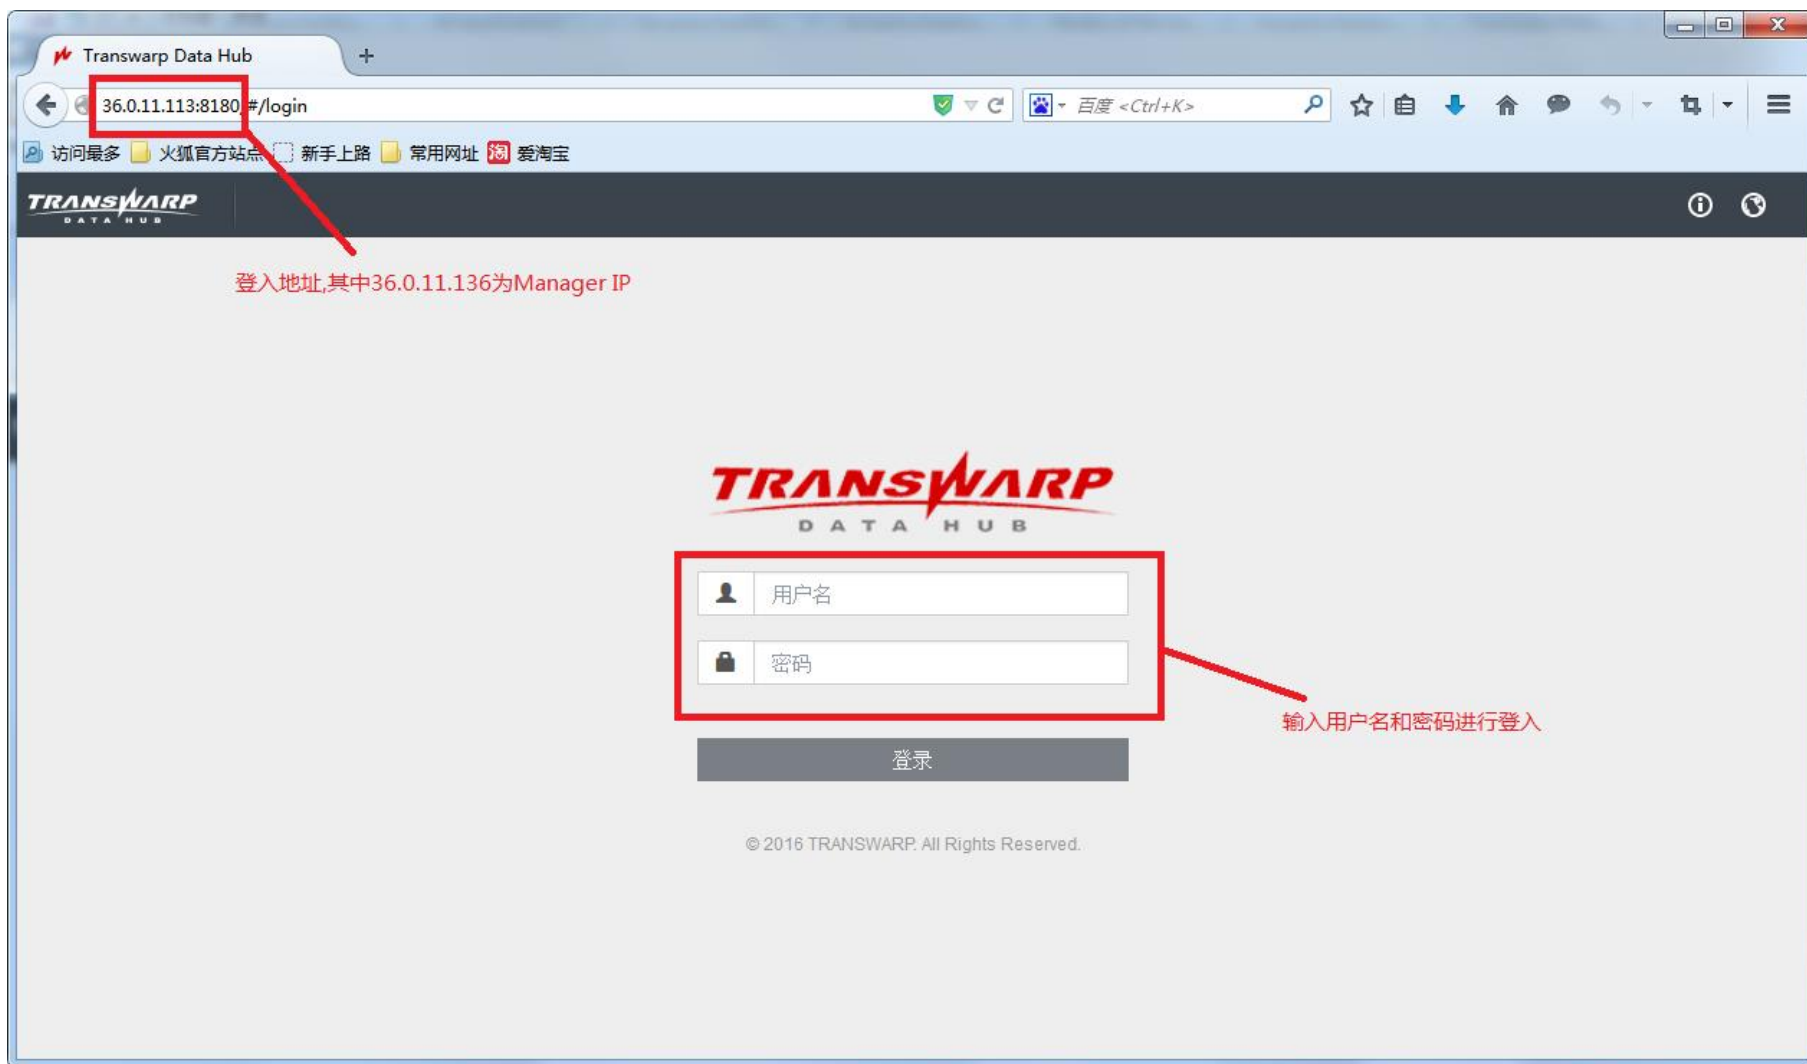 Transwarp Data Hub
36.0.11.113:8180/#/login
百度 <Ctrl+K>
访问最多 火狐官方站点 新手上路 常用网址 淘 爱淘宝
TRANSWARP
DATA HUB
登入地址,其中36.0.11.136为Manager IP
TRANSWARP
DATA HUB
用户名
密码
输入用户名和密码进行登入
登录
© 2016 TRANSWARP. All Rights Reserved.